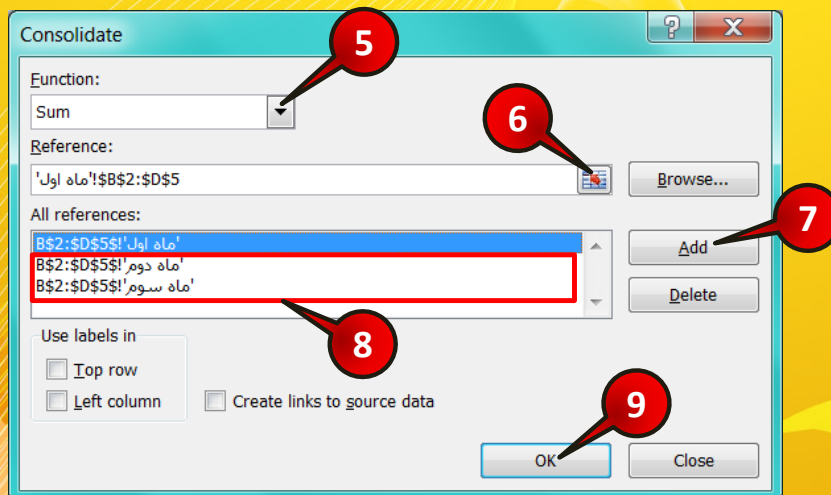 Consolidate
5
Function:
Sum
6
Reference:
'ماه اول'!$B$2:$D$5
Browse...
7
All references:
'ماه اول'!$B$2:$D$5
'ماه دوم'!$B$2:$D$5
'ماه سوم'!$B$2:$D$5
Add
Delete
8
Use labels in
Top row
Left column
Create links to source data
9
OK
Close